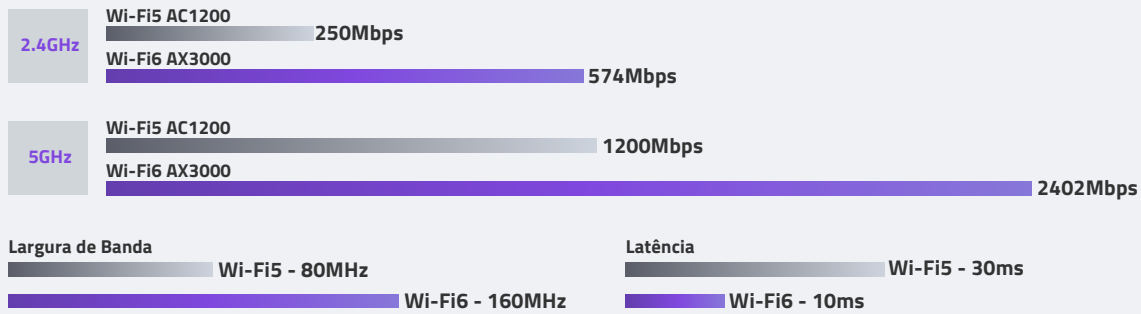 2.4GHz
Wi-Fi5 AC1200
250Mbps
Wi-Fi6 AX3000
574Mbps
5GHz
Wi-Fi5 AC1200
1200Mbps
Wi-Fi6 AX3000
2402Mbps
Largura de Banda
Wi-Fi5 - 80MHz
Wi-Fi6 - 160MHz
Latência
Wi-Fi5 - 30ms
Wi-Fi6 - 10ms